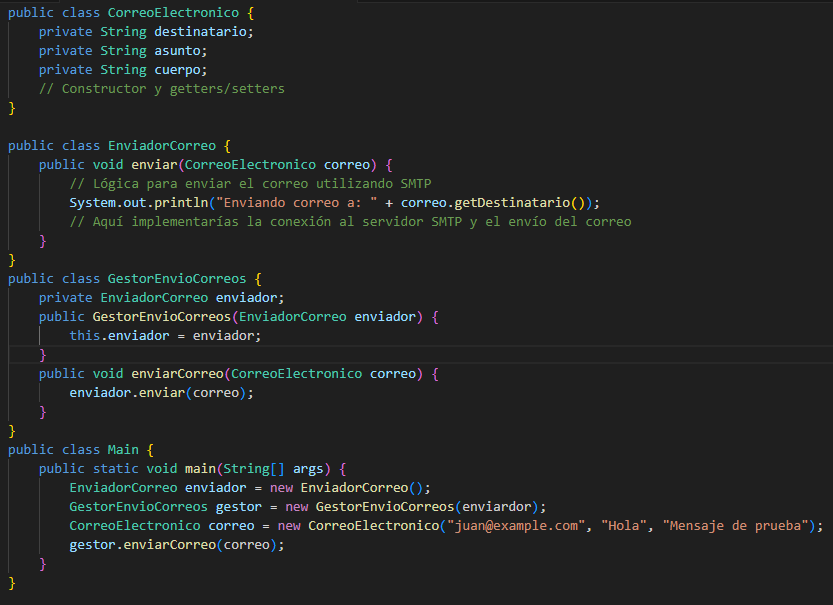 public class CorreoElectronico {
    private String destinatario;
    private String asunto;
    private String cuerpo;
    // Constructor y getters/setters
}

public class EnviadorCorreo {
    public void enviar(CorreoElectronico correo) {
        // Lógica para enviar el correo utilizando SMTP
        System.out.println("Enviando correo a: " + correo.getDestinatario());
        // Aquí implementarías la conexión al servidor SMTP y el envío del correo
    }
}
public class GestorEnvioCorreos {
    private EnviadorCorreo enviador;
    public GestorEnvioCorreos(EnviadorCorreo enviador) {
        this.enviador = enviador;
    }
    public void enviarCorreo(CorreoElectronico correo) {
        enviador.enviar(correo);
    }
}
public class Main {
    public static void main(String[] args) {
        EnviadorCorreo enviador = new EnviadorCorreo();
        GestorEnvioCorreos gestor = new GestorEnvioCorreos(enviardor);
        CorreoElectronico correo = new CorreoElectronico("juan@example.com", "Hola", "Mensaje de prueba");
        gestor.enviarCorreo(correo);
    }
}